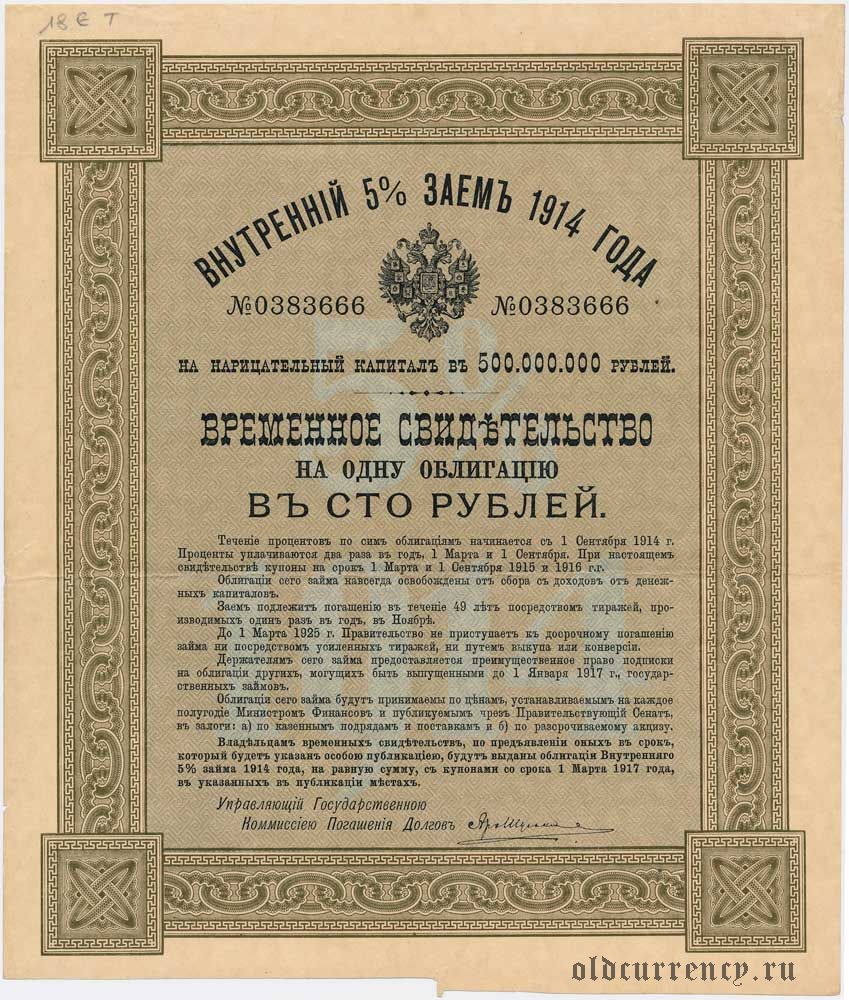 18 € T
ВНУТРЕННІЙ 5% ЗАЕМЪ 1914 ГОДА
№0383666 №0383666
НА НАРИЦАТЕЛЬНЫЙ КАПИТАЛЪ ВЪ 500.000.000 РУБЛЕЙ.
ВРЕМЕННОЕ СВИДѢТЕЛЬСТВО
НА ОДНУ ОБЛИГАЦІЮ
ВЪ СТО РУБЛЕЙ.
Теченіе процентовъ по симъ облигаціямъ начинается съ 1 Сентября 1914 г.
Проценты уплачиваются два раза въ годъ, 1 Марта и 1 Сентября. При настоящемъ
свидѣтельствѣ купоны на срокъ 1 Марта и 1 Сентября 1915 и 1916 г.г.
Облигаціи сего займа навсегда освобождены отъ сбора съ доходовъ отъ денеж-
ныхъ капиталовъ.
Заемъ подлежитъ погашенію въ теченіе 49 лѣтъ посредствомъ тиражей, про-
изводимыхъ одинъ разъ въ годъ, въ Ноябрѣ.
До 1 Марта 1925 г. Правительство не приступаетъ къ досрочному погашенію
займа ни посредствомъ усиленныхъ тиражей, ни путемъ выкупа или конверсіи.
Держателямъ сего займа предоставляется преимущественное право подписки
на облигаціи другихъ, могущихъ быть выпущенными до 1 Января 1917 г., государ-
ственныхъ займовъ.
Облигаціи сего займа будутъ принимаемы по цѣнамъ, устанавливаемымъ на каждое
полугодіе Министромъ Финансовъ и публикуемымъ чрезъ Правительствующій Сенатъ,
въ залоги: а) по казеннымъ подрядамъ и поставкамъ и б) по разсрочиваемому акцизу.
Владѣльцамъ временныхъ свидѣтельствъ, по предъявленіи оныхъ въ срокъ,
который будетъ указанъ особою публикаціею, будутъ выданы облигаціи Внутренняго
5% займа 1914 года, на равную сумму, съ купонами со срока 1 Марта 1917 года,
въ указанныхъ въ публикаціи мѣстахъ.
Управляющій Государственною
Коммиссіею Погашенія Долговъ
oldcurrency.ru